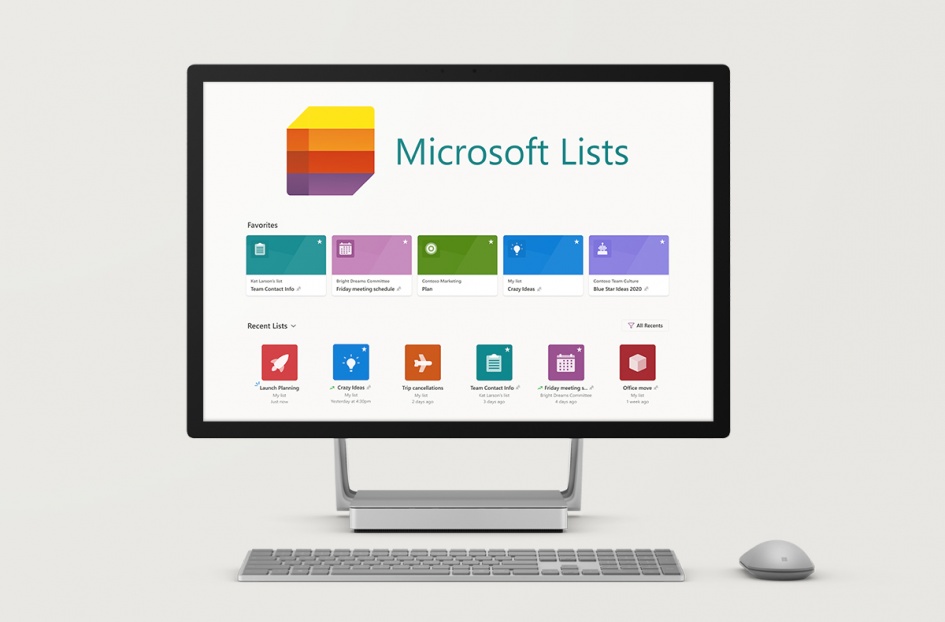 Microsoft Lists
Favorites
Kat Larson's list
Team Contact Info
Bright Dreams Committee
Friday meeting schedule
Contoso Marketing
Plan
My list
Crazy Ideas
Contoso Team Culture
Blue Star Ideas 2020
Recent Lists
All Recents
Launch Planning
My list
Just now
Crazy Ideas
My list
Yesterday at 4:30pm
Trip cancellations
My list
2 days ago
Team Contact Info
Kat Larson's list
3 days ago
Friday meeting s...
Bright Dreams Committee
4 days ago
Office move
My list
1 week ago